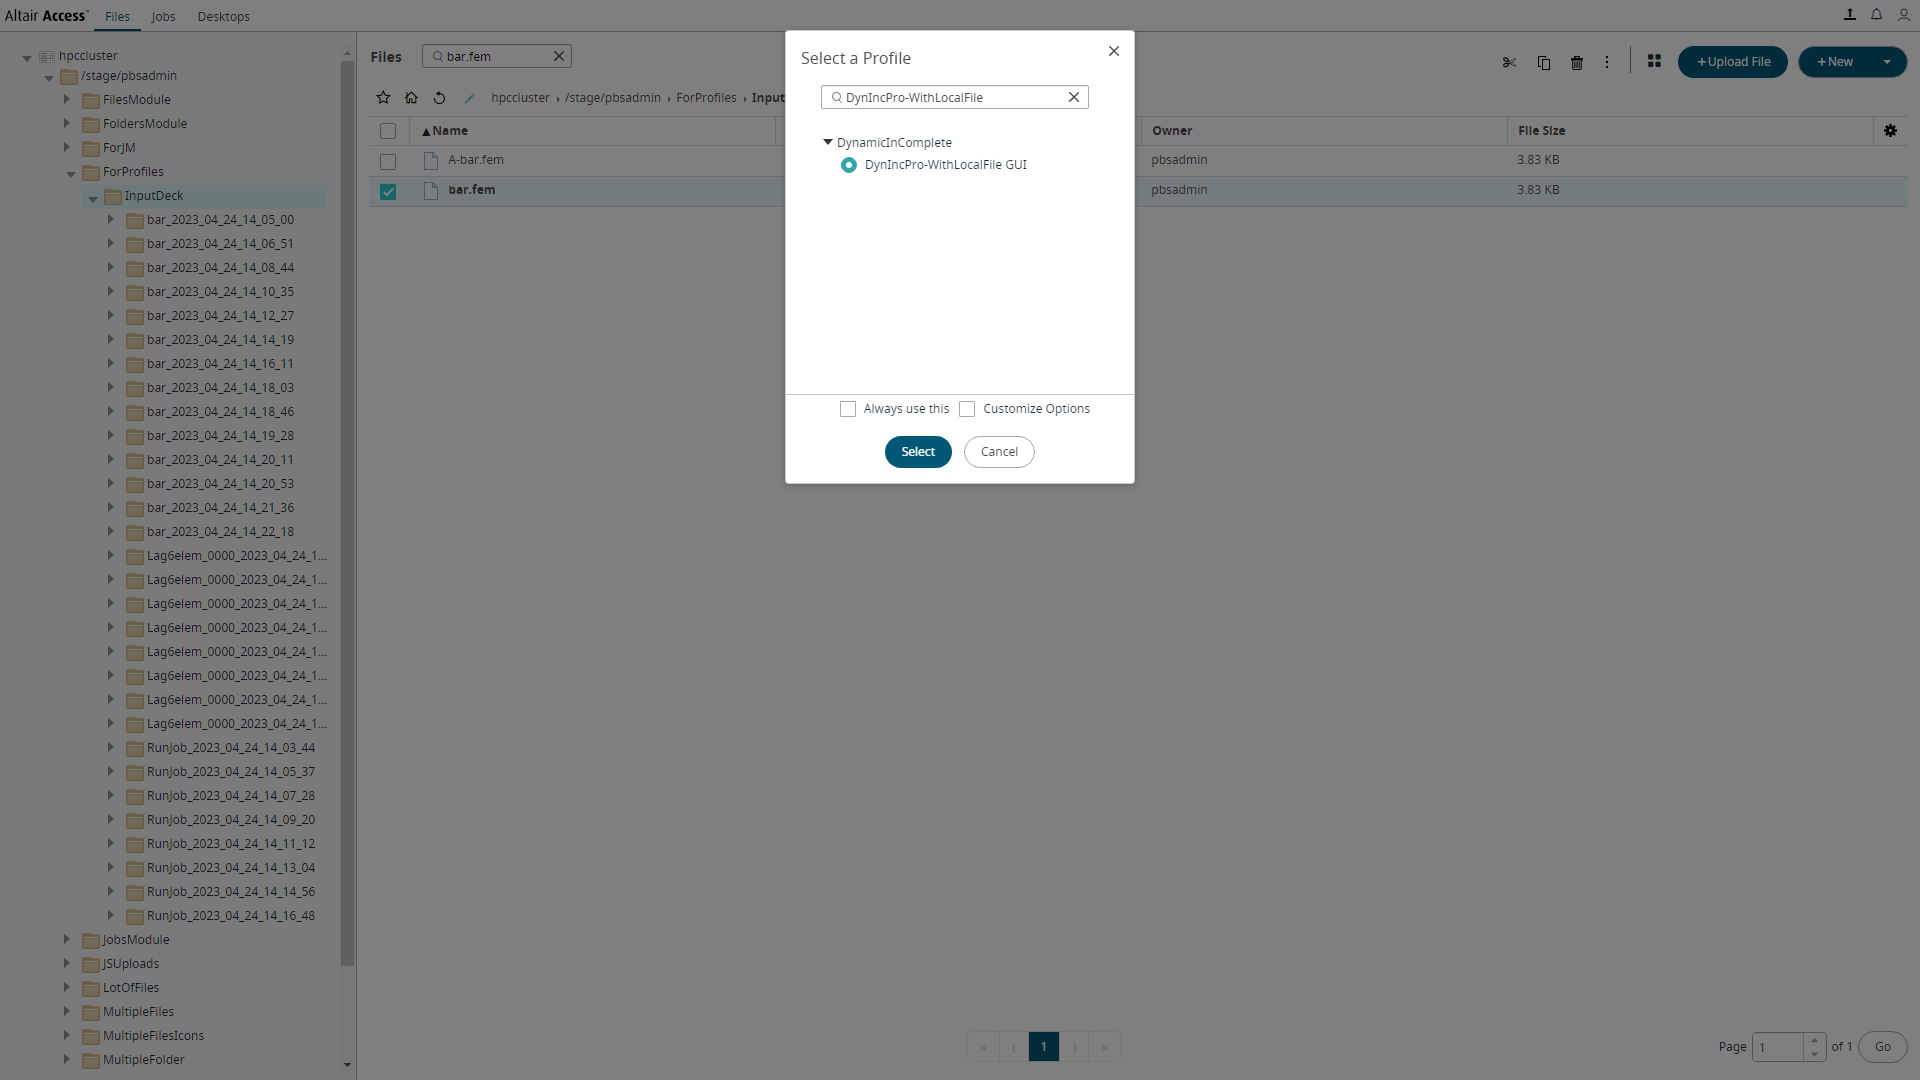 Altair Access™ Files Jobs Desktops
hpccluster
/stage/pbsadmin
FilesModule
FoldersModule
ForJM
ForProfiles
InputDeck
bar_2023_04_24_14_05_00
bar_2023_04_24_14_06_51
bar_2023_04_24_14_08_44
bar_2023_04_24_14_10_35
bar_2023_04_24_14_12_27
bar_2023_04_24_14_14_19
bar_2023_04_24_14_16_11
bar_2023_04_24_14_18_03
bar_2023_04_24_14_18_46
bar_2023_04_24_14_19_28
bar_2023_04_24_14_20_11
bar_2023_04_24_14_20_53
bar_2023_04_24_14_21_36
bar_2023_04_24_14_22_18
Lag6elem_0000_2023_04_24_1...
Lag6elem_0000_2023_04_24_1...
Lag6elem_0000_2023_04_24_1...
Lag6elem_0000_2023_04_24_1...
Lag6elem_0000_2023_04_24_1...
Lag6elem_0000_2023_04_24_1...
Lag6elem_0000_2023_04_24_1...
Lag6elem_0000_2023_04_24_1...
RunJob_2023_04_24_14_03_44
RunJob_2023_04_24_14_05_37
RunJob_2023_04_24_14_07_28
RunJob_2023_04_24_14_09_20
RunJob_2023_04_24_14_11_12
RunJob_2023_04_24_14_13_04
RunJob_2023_04_24_14_14_56
RunJob_2023_04_24_14_16_48
JobsModule
JSUploads
LotOfFiles
MultipleFiles
MultipleFilesIcons
MultipleFolder
Files bar.fem
+Upload File +New
hpccluster › /stage/pbsadmin › ForProfiles › Input
Name Owner File Size
A-bar.fem pbsadmin 3.83 KB
bar.fem pbsadmin 3.83 KB
Select a Profile
DynIncPro-WithLocalFile
DynamicInComplete
DynIncPro-WithLocalFile GUI
Always use this Customize Options
Select Cancel
« ⟨ 1 ⟩ »
Page 1 of 1 Go